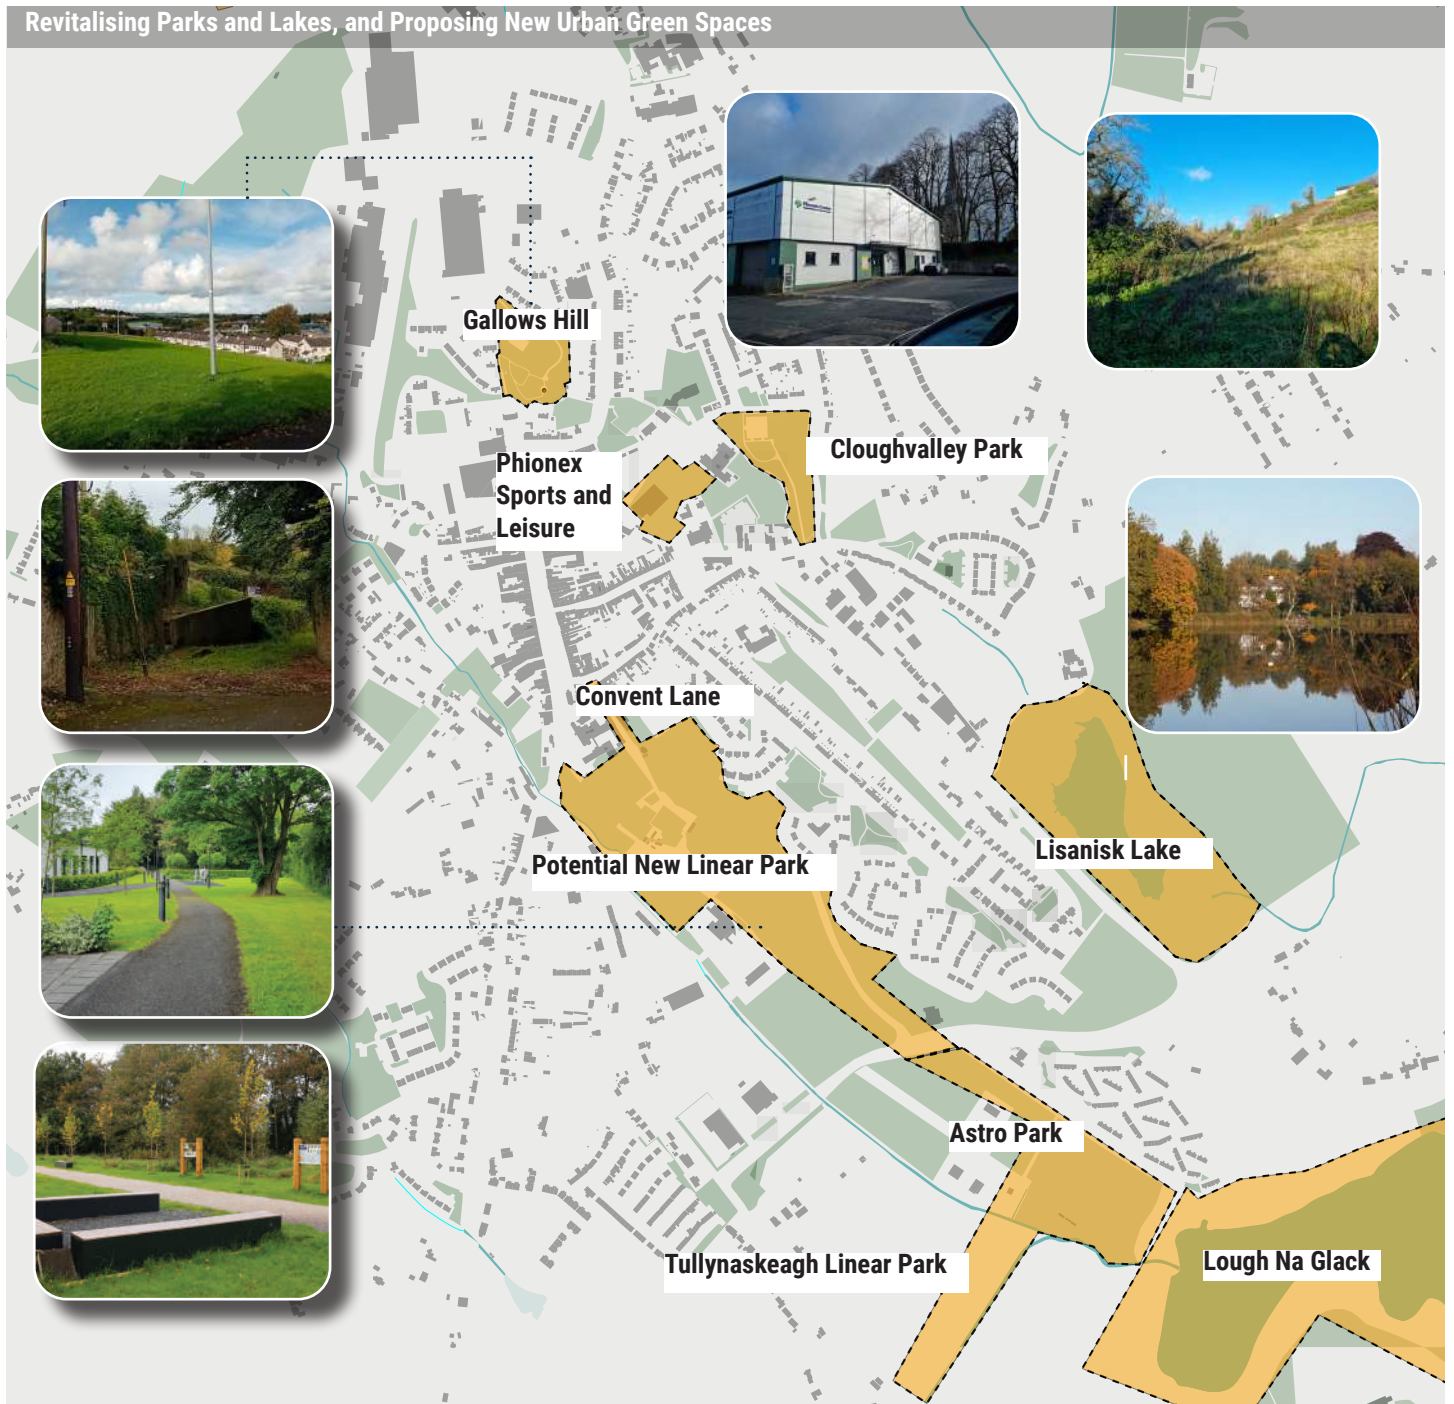 Revitalising Parks and Lakes, and Proposing New Urban Green Spaces
Gallows Hill
Cloughvalley Park
Phionex
Sports and
Leisure
Convent Lane
Potential New Linear Park
Lisanisk Lake
Astro Park
Tullynaskeagh Linear Park
Lough Na Glack